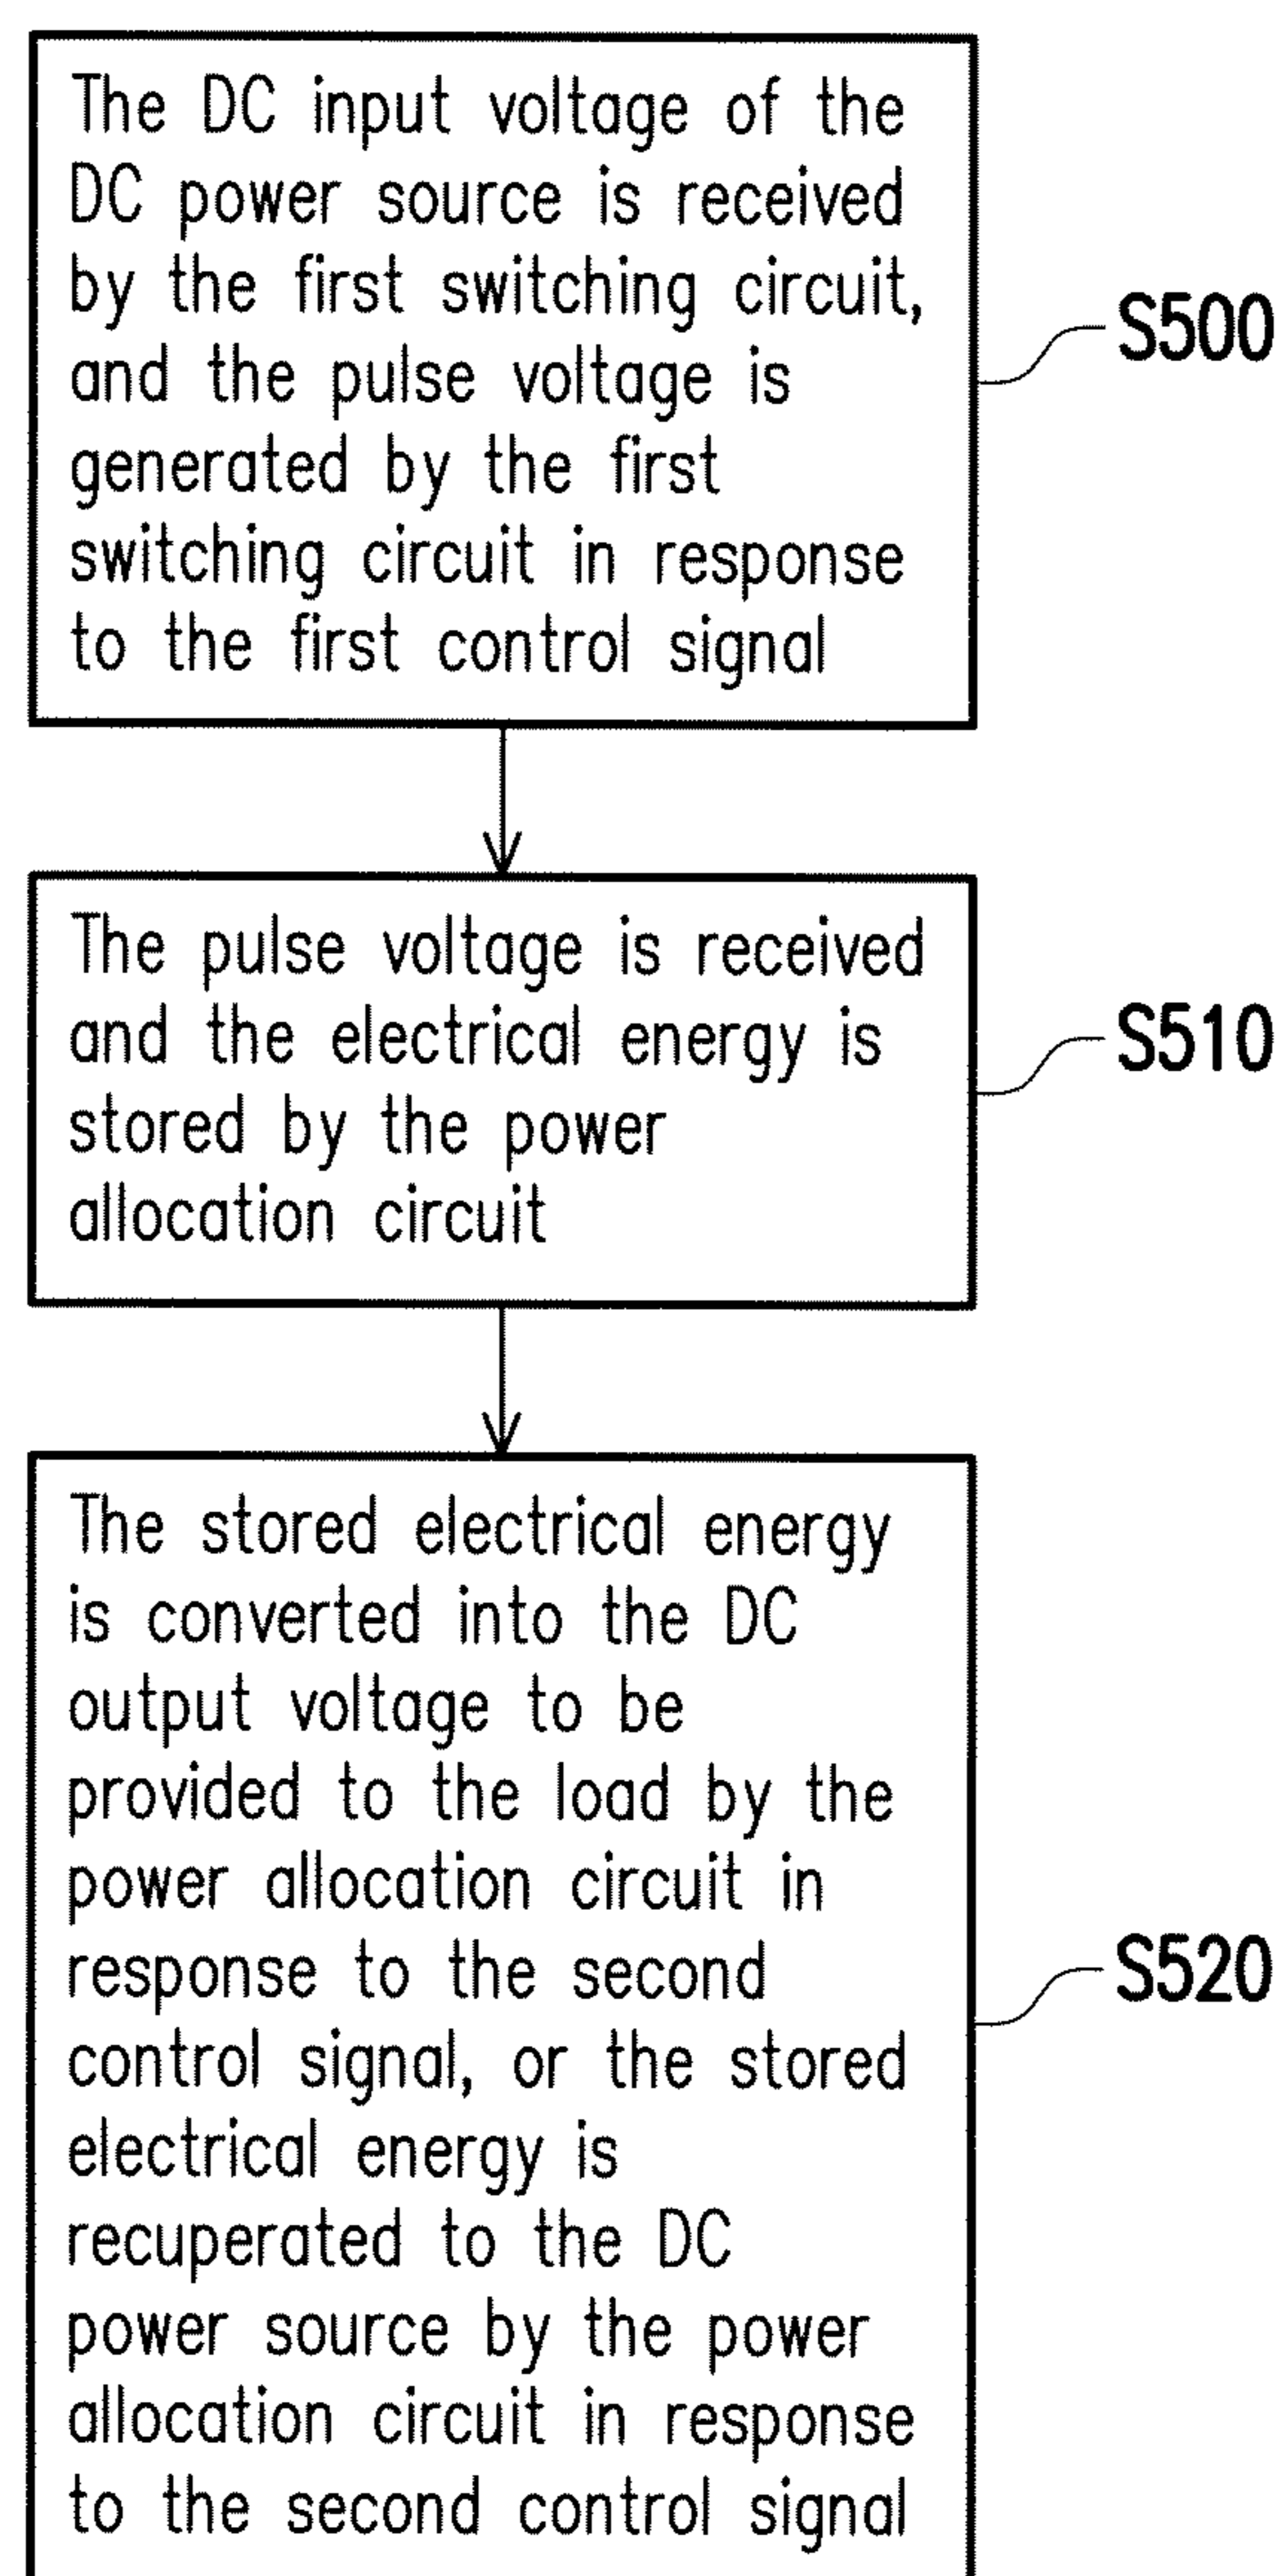 The DC input voltage of the
DC power source is received
by the first switching circuit,
and the pulse voltage is
generated by the first
switching circuit in response
to the first control signal
S500
The pulse voltage is received
and the electrical energy is
stored by the power
allocation circuit
S510
The stored electrical energy
is converted into the DC
output voltage to be
provided to the load by the
power allocation circuit in
response to the second
control signal, or the stored
electrical energy is
recuperated to the DC
power source by the power
allocation circuit in response
to the second control signal
S520